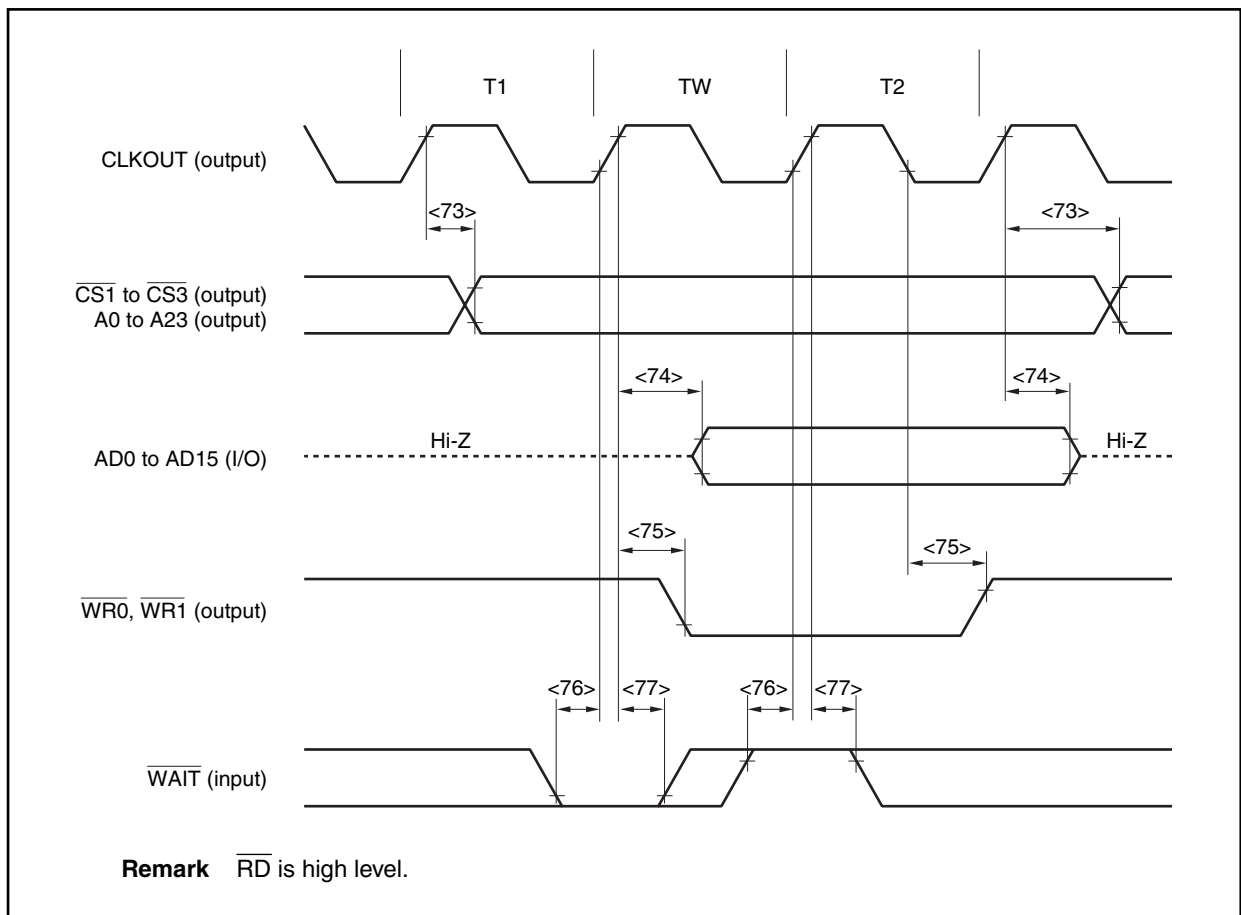 T1 TW T2
CLKOUT (output)
<73> <73>
CS1 to CS3 (output)
A0 to A23 (output)
<74> <74>
Hi-Z Hi-Z
AD0 to AD15 (I/O)
<75> <75>
WR0, WR1 (output)
<76> <77> <76> <77>
WAIT (input)
Remark RD is high level.